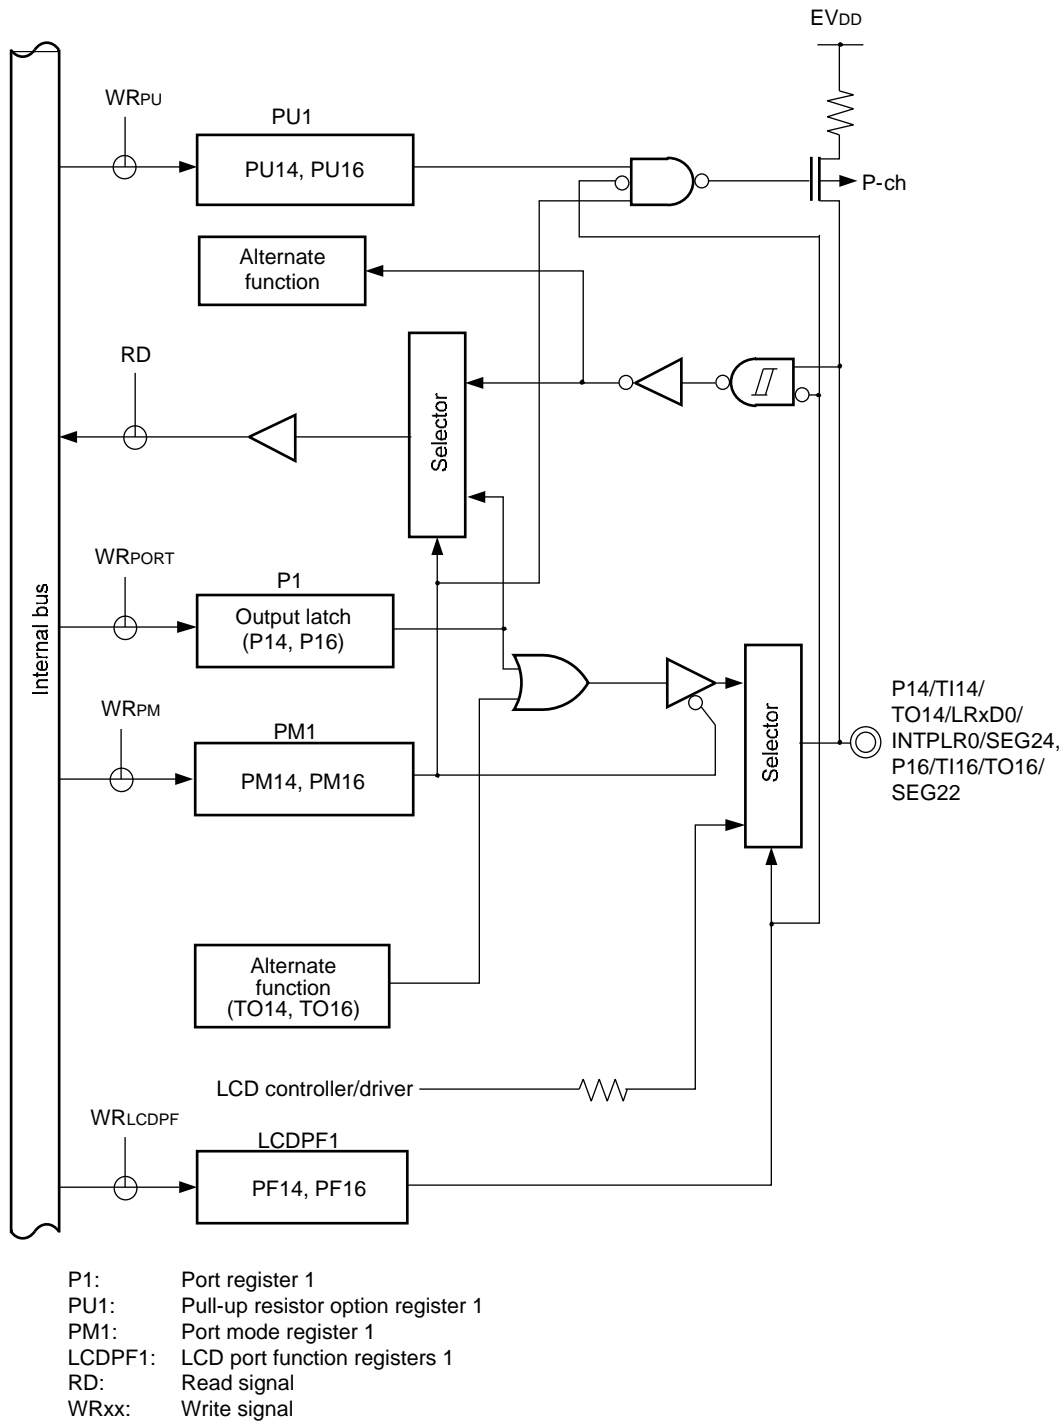 EVDD
WRPU
PU1
PU14, PU16
P-ch
Alternate
function
RD
Selector
WRPORT
P1
Output latch
(P14, P16)
Internal bus
WRPM
PM1
PM14, PM16
Selector
P14/TI14/
TO14/LRxD0/
INTPLR0/SEG24,
P16/TI16/TO16/
SEG22
Alternate
function
(TO14, TO16)
LCD controller/driver
WRLCDPF
LCDPF1
PF14, PF16
P1: Port register 1
PU1: Pull-up resistor option register 1
PM1: Port mode register 1
LCDPF1: LCD port function registers 1
RD: Read signal
WRxx: Write signal